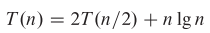 T(n) = 2T(n/2) + n lg n